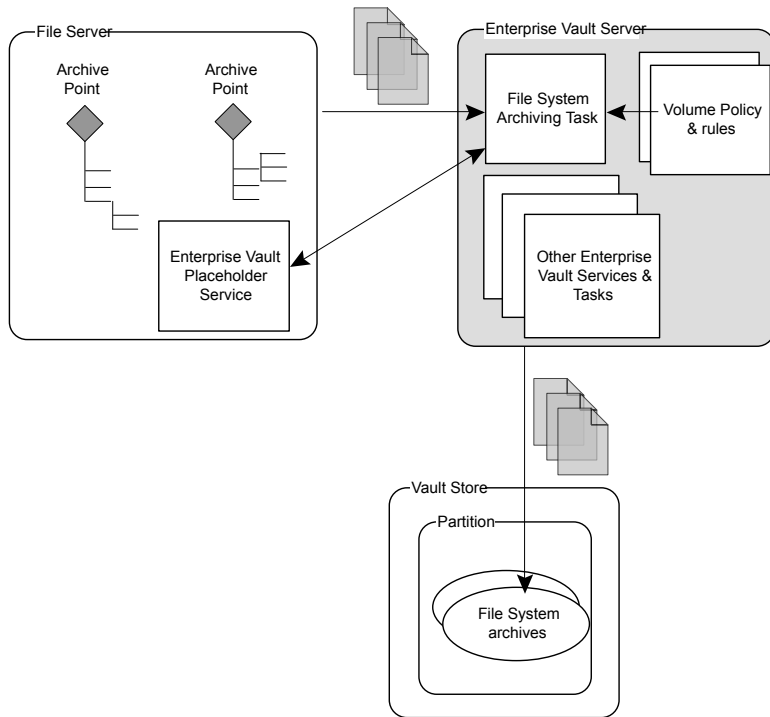 File Server
Archive
Point
Archive
Point
Enterprise Vault
Placeholder
Service
Enterprise Vault Server
File System
Archiving Task
Volume Policy
& rules
Other Enterprise
Vault Services &
Tasks
Vault Store
Partition
File System
archives